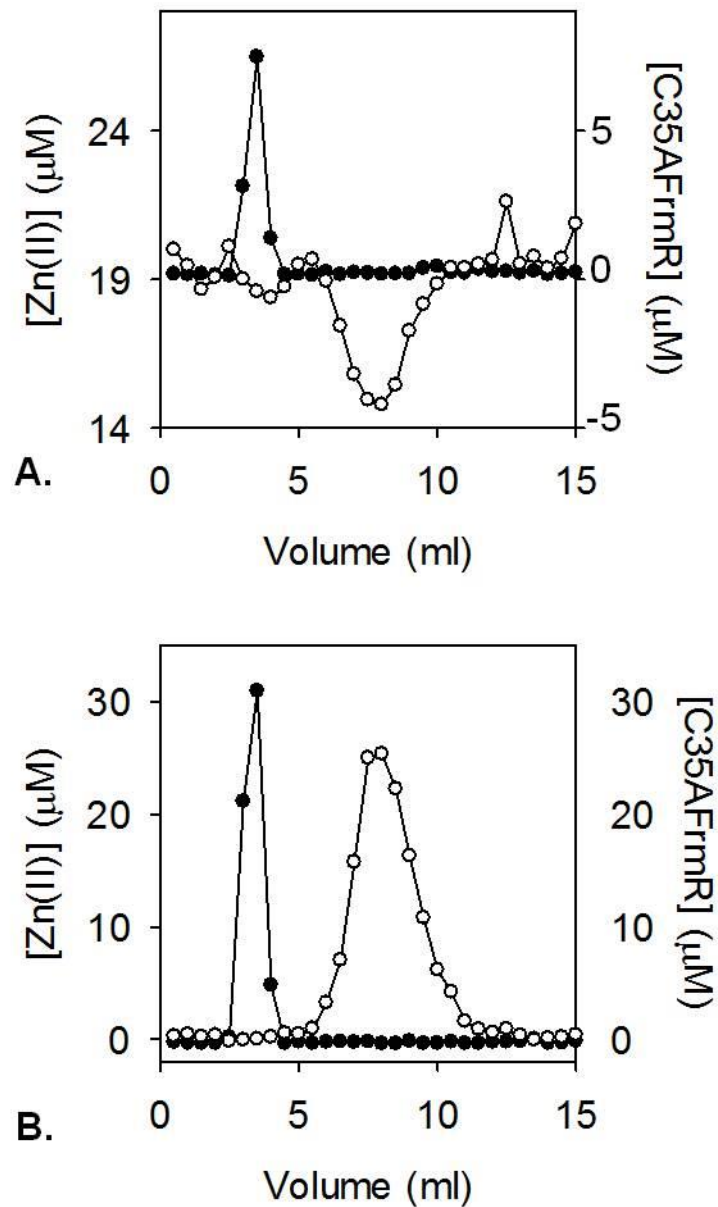 [Zn(II)] (μM)
24
19
14
5
0
-5
[C35AFrmR] (μM)
0 5 10 15
A.
Volume (ml)
[Zn(II)] (μM)
30
20
10
0
30
20
10
0
[C35AFrmR] (μM)
0 5 10 15
B.
Volume (ml)